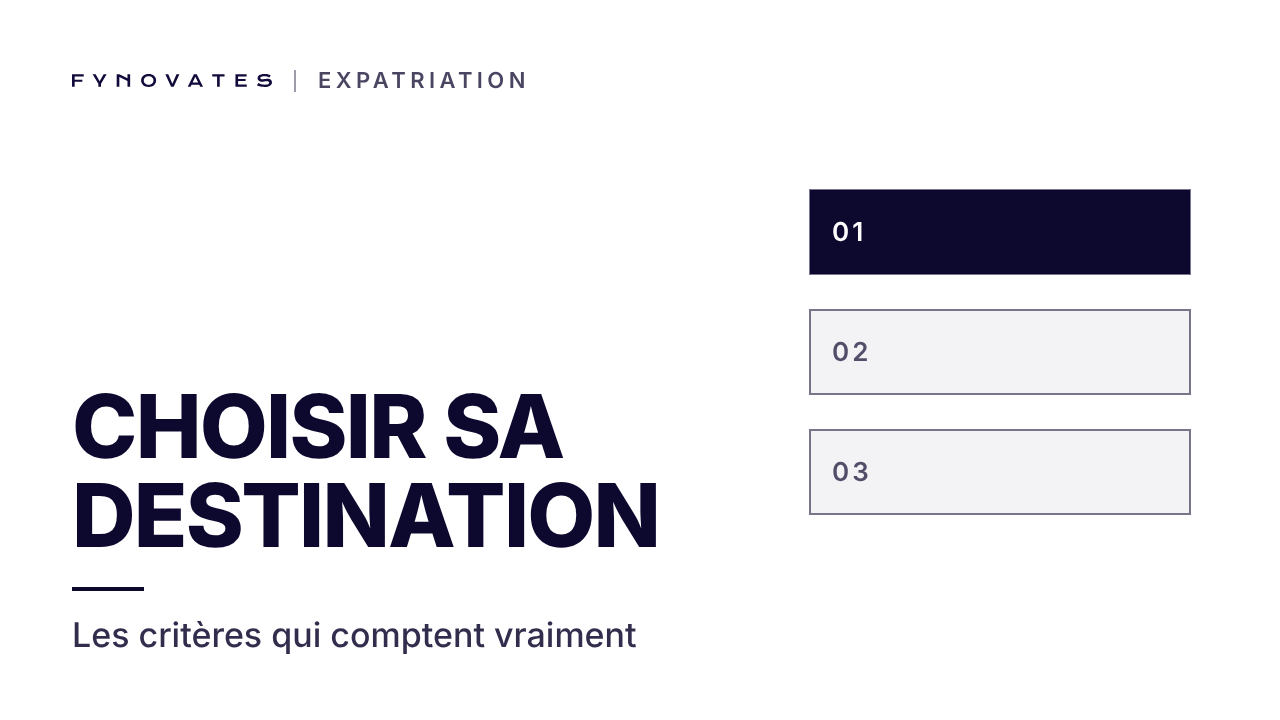 FYNOVATES | EXPATRIATION
01
02
03
CHOISIR SA
DESTINATION
Les critères qui comptent vraiment